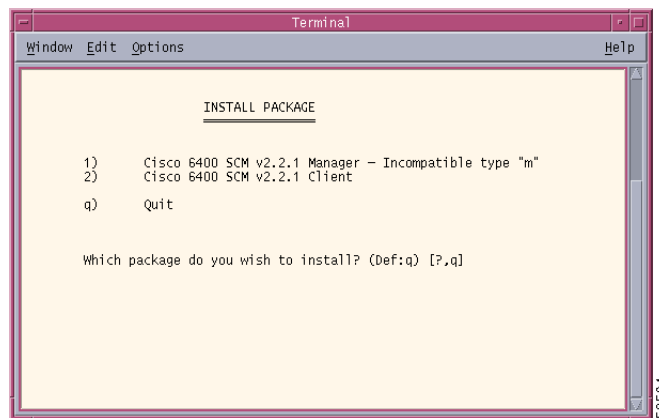 Terminal
Window Edit Options Help
INSTALL PACKAGE
1) Cisco 6400 SCM v2.2.1 Manager – Incompatible type "m"
2) Cisco 6400 SCM v2.2.1 Client
q) Quit
Which package do you wish to install? (Def:q) [?,q]